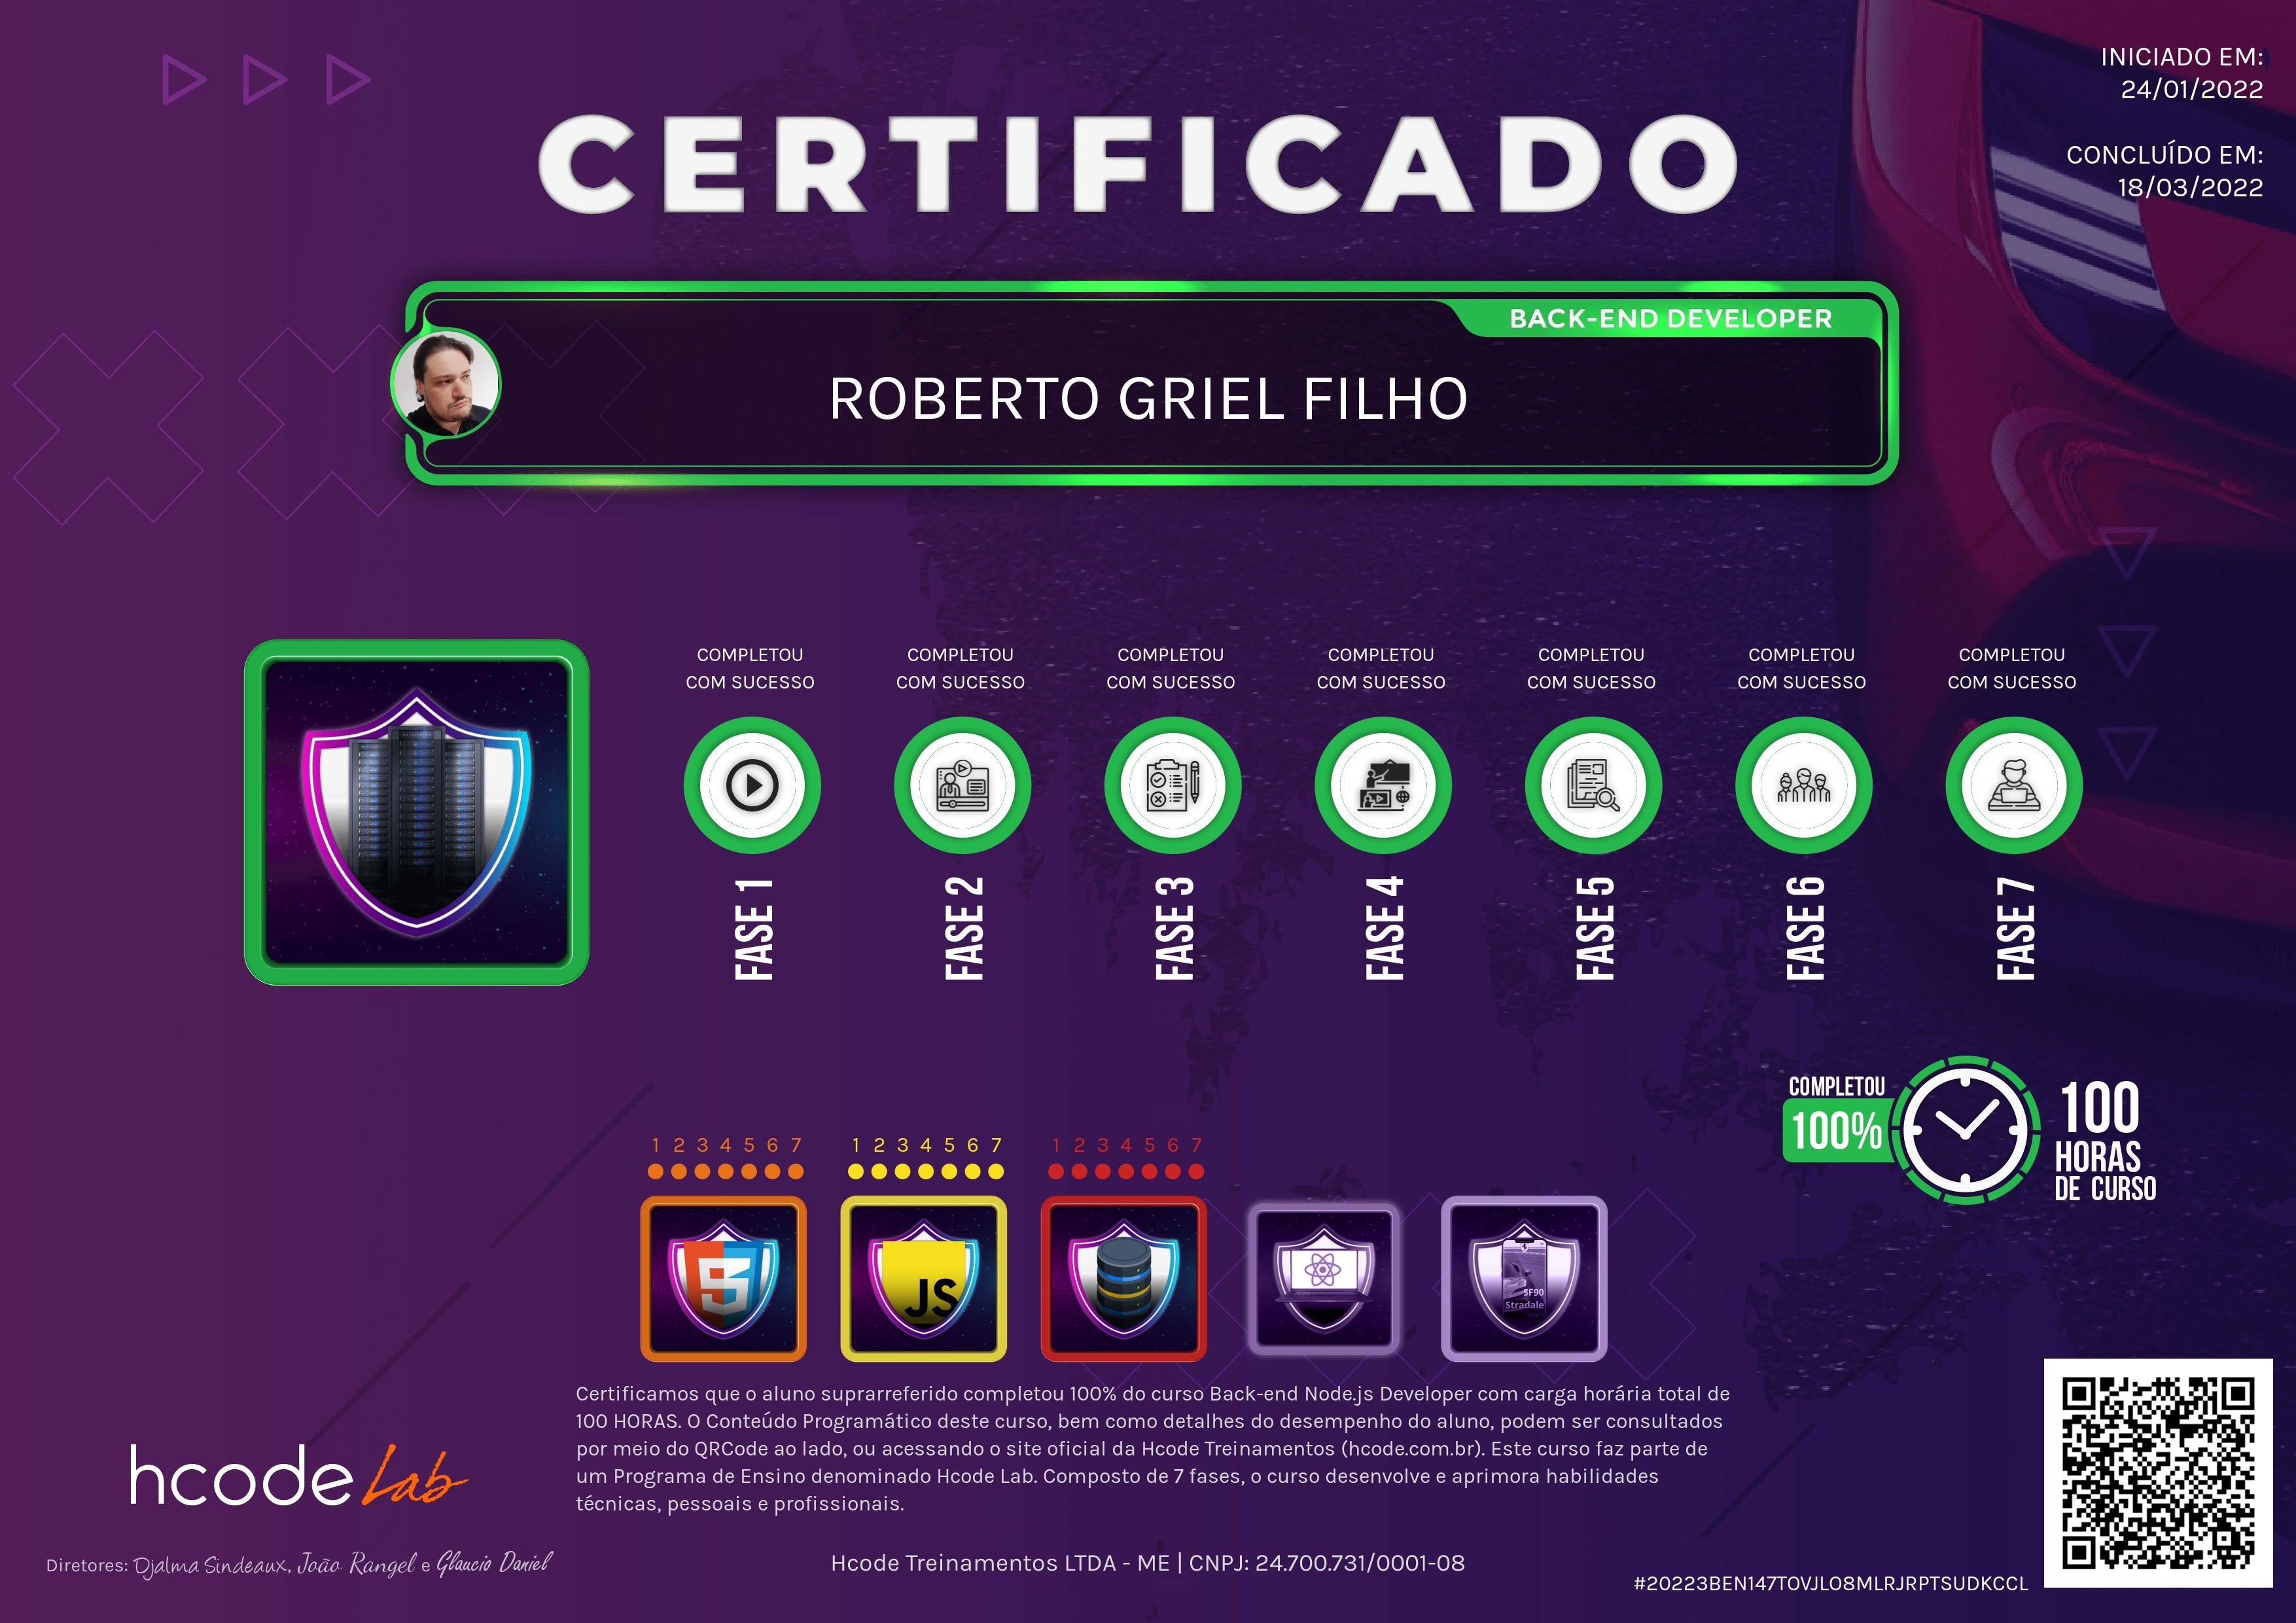 INICIADO EM:
24/01/2022
CONCLUÍDO EM:
18/03/2022
CERTIFICADO
BACK-END DEVELOPER
ROBERTO GRIEL FILHO
COMPLETOU
COM SUCESSO
COMPLETOU
COM SUCESSO
COMPLETOU
COM SUCESSO
COMPLETOU
COM SUCESSO
COMPLETOU
COM SUCESSO
COMPLETOU
COM SUCESSO
COMPLETOU
COM SUCESSO
FASE 1
FASE 2
FASE 3
FASE 4
FASE 5
FASE 6
FASE 7
COMPLETOU
100%
100
HORAS
DE CURSO
1 2 3 4 5 6 7
1 2 3 4 5 6 7
1 2 3 4 5 6 7
5
JS
SF90
Stradale
Certificamos que o aluno suprarreferido completou 100% do curso Back-end Node.js Developer com carga horária total de
100 HORAS. O Conteúdo Programático deste curso, bem como detalhes do desempenho do aluno, podem ser consultados
por meio do QRCode ao lado, ou acessando o site oficial da Hcode Treinamentos (hcode.com.br). Este curso faz parte de
um Programa de Ensino denominado Hcode Lab. Composto de 7 fases, o curso desenvolve e aprimora habilidades
técnicas, pessoais e profissionais.
hcode Lab
Diretores: Djalma Sindeaux, João Rangel e Glaucio Daniel
Hcode Treinamentos LTDA - ME | CNPJ: 24.700.731/0001-08
#20223BEN147TOVJLO8MLRJRPTSUDKCCL